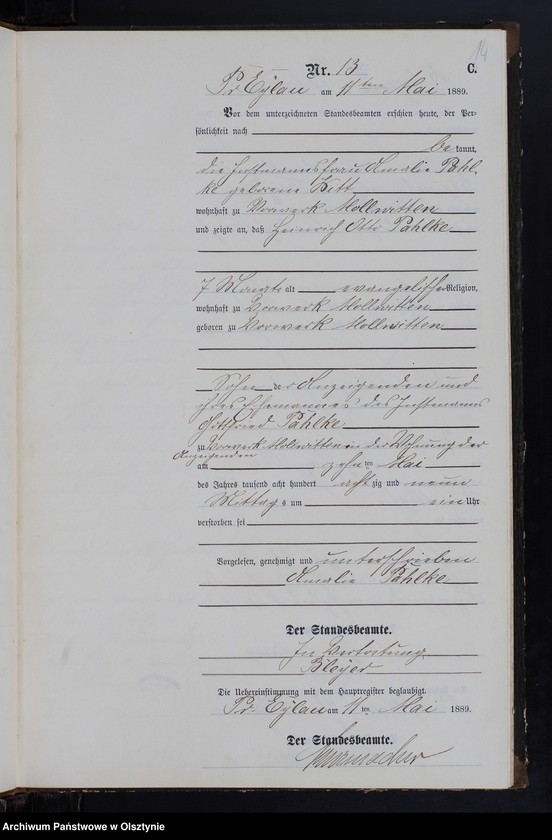 14
Nr. 13 C.
Pr. Eylau am 11ten Mai 1889.
Vor dem unterzeichneten Standesbeamten erschien heute, der Per-
sönlichkeit nach
bekannt,
die Instmannsfrau Amalie Pahl-
ke geborene Witt
wohnhaft zu Vorwerk Mollwitten
und zeigte an, daß Heinrich Otto Pahlke
7 Monate alt evangelischer Religion,
wohnhaft zu Vorwerk Mollwitten
geboren zu Vorwerk Mollwitten
Sohn der Anzeigenden und
ihres Ehemannes des Instmanns
Gottfried Pahlke
zu Vorwerk Mollwitten in der Wohnung der
Anzeigenden
am zehnten Mai
des Jahres tausend acht hundert achtzig und neun
Mittags um ein Uhr
verstorben sei
Vorgelesen, genehmigt und unterschrieben
Amalie Pahlke
Der Standesbeamte.
In Vertretung
Bleyer
Die Uebereinstimmung mit dem Hauptregister beglaubigt.
Pr. Eylau am 11ten Mai 1889.
Der Standesbeamte.
Archiwum Państwowe w Olsztynie